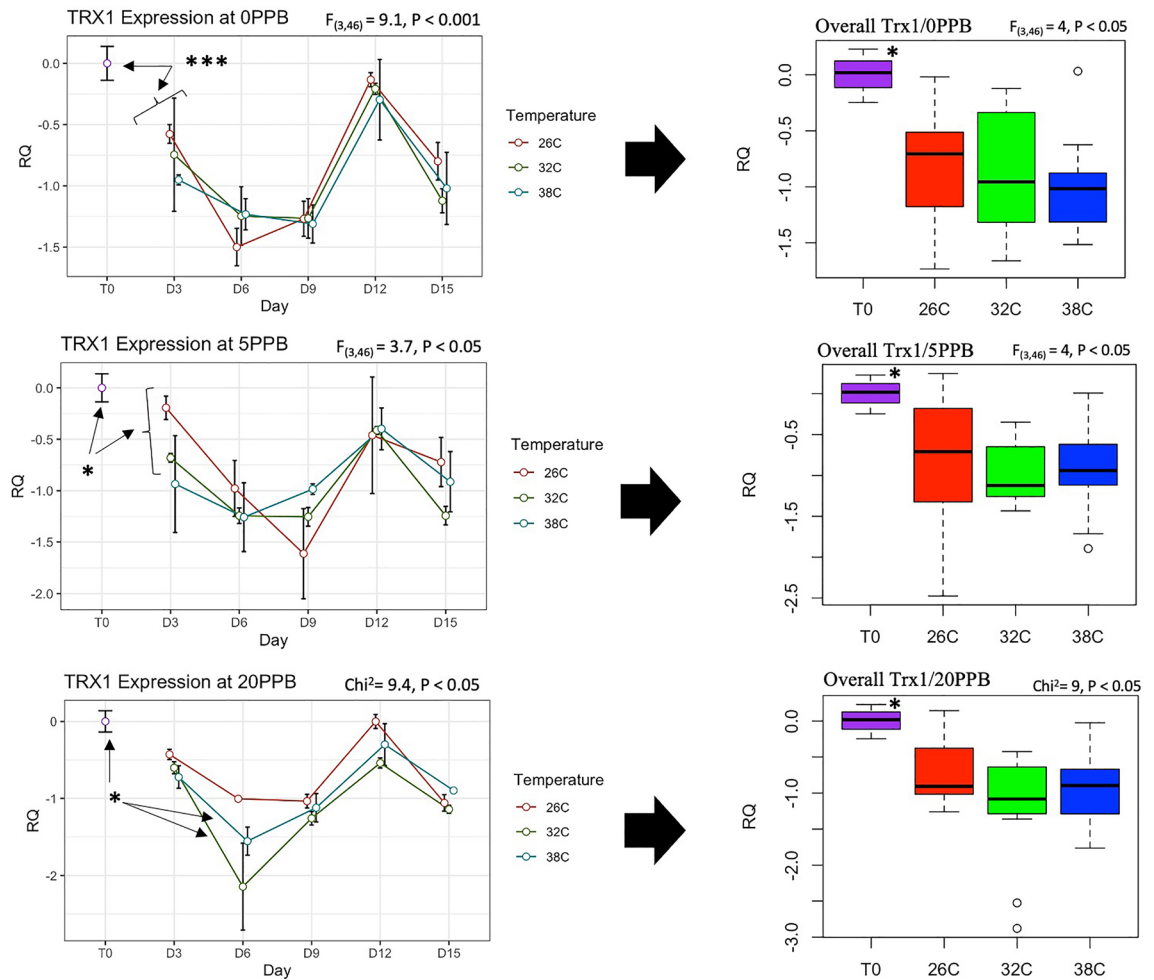 TRX1 Expression at 0PPB
F(3,46) = 9.1, P < 0.001
0.0
-0.5
-1.0
-1.5
RQ
***
T0 D3 D6 D9 D12 D15
Day
Temperature
26C
32C
38C
Overall Trx1/0PPB
F(3,46) = 4, P < 0.05
0.0
-0.5
-1.0
-1.5
RQ
*
T0 26C 32C 38C
TRX1 Expression at 5PPB
F(3,46) = 3.7, P < 0.05
0.0
-0.5
-1.0
-1.5
-2.0
RQ
*
T0 D3 D6 D9 D12 D15
Day
Temperature
26C
32C
38C
Overall Trx1/5PPB
F(3,46) = 4, P < 0.05
-0.5
-1.5
-2.5
RQ
*
T0 26C 32C 38C
TRX1 Expression at 20PPB
Chi²= 9.4, P < 0.05
0
-1
-2
RQ
*
T0 D3 D6 D9 D12 D15
Day
Temperature
26C
32C
38C
Overall Trx1/20PPB
Chi²= 9, P < 0.05
0.0
-1.0
-2.0
-3.0
RQ
*
T0 26C 32C 38C